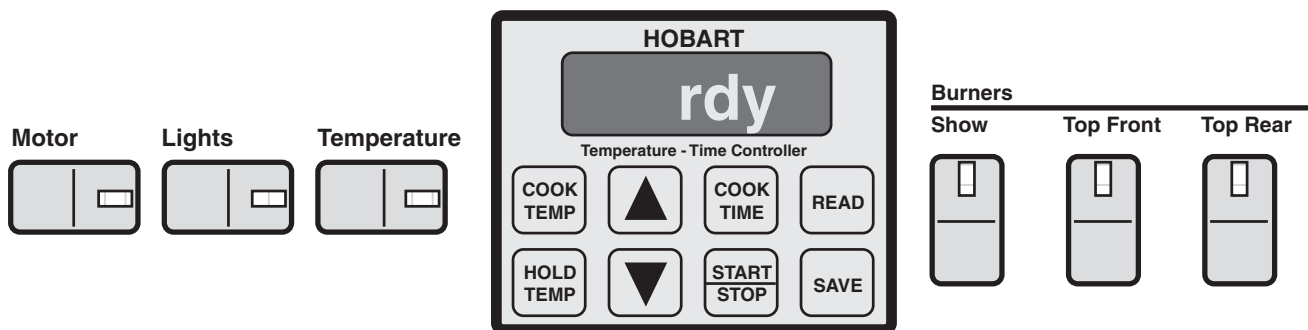 Motor
Lights
Temperature
HOBART
rdy
Temperature - Time Controller
COOK
TEMP
COOK
TIME
READ
HOLD
TEMP
START
STOP
SAVE
Burners
Show
Top Front
Top Rear